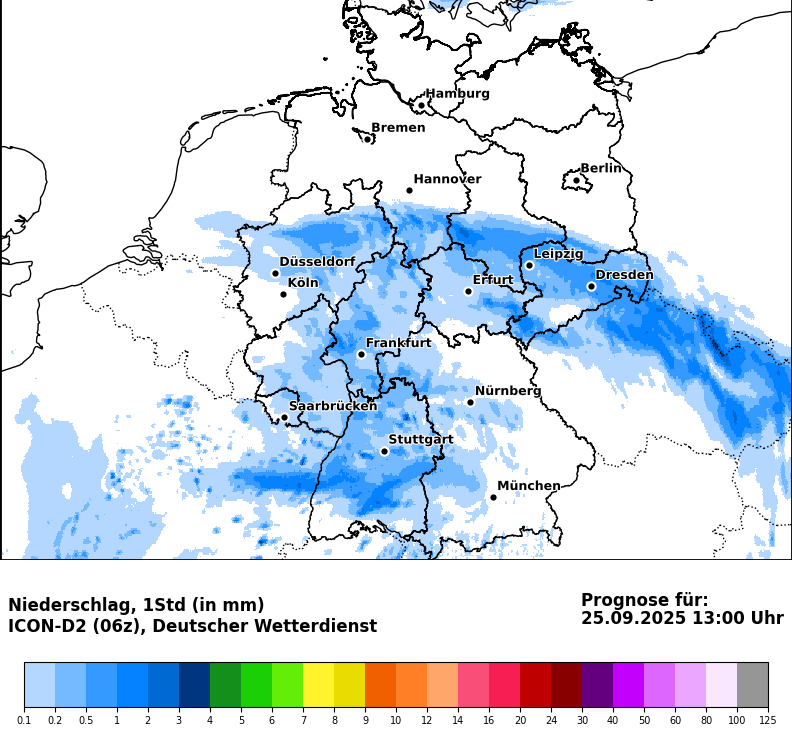 Hamburg
Bremen
Berlin
Hannover
Leipzig
Düsseldorf
Dresden
Köln
Erfurt
Frankfurt
Nürnberg
Saarbrücken
Stuttgart
München
Niederschlag, 1Std (in mm)
ICON-D2 (06z), Deutscher Wetterdienst
Prognose für:
25.09.2025 13:00 Uhr
0.1 0.2 0.5 1 2 3 4 5 6 7 8 9 10 12 14 16 20 24 30 40 50 60 80 100 125